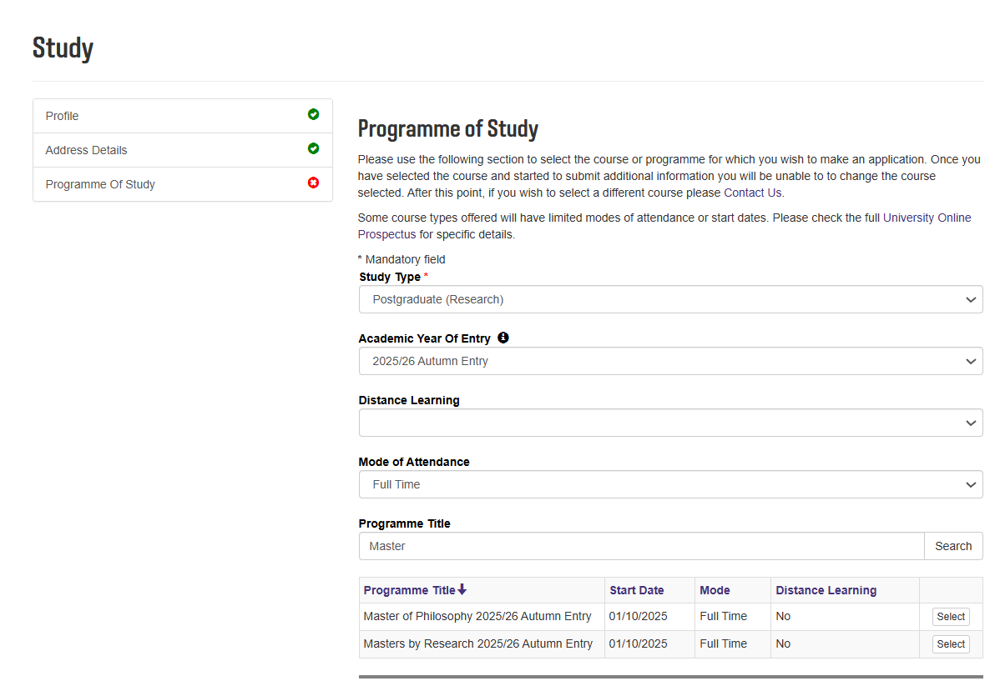 Study
Profile
Address Details
Programme Of Study
Programme of Study
Please use the following section to select the course or programme for which you wish to make an application. Once you
have selected the course and started to submit additional information you will be unable to to change the course
selected. After this point, if you wish to select a different course please Contact Us.
Some course types offered will have limited modes of attendance or start dates. Please check the full University Online
Prospectus for specific details.
* Mandatory field
Study Type *
Postgraduate (Research)
Academic Year Of Entry
2025/26 Autumn Entry
Distance Learning
Mode of Attendance
Full Time
Programme Title
Master Search
Programme Title Start Date Mode Distance Learning
Master of Philosophy 2025/26 Autumn Entry 01/10/2025 Full Time No Select
Masters by Research 2025/26 Autumn Entry 01/10/2025 Full Time No Select